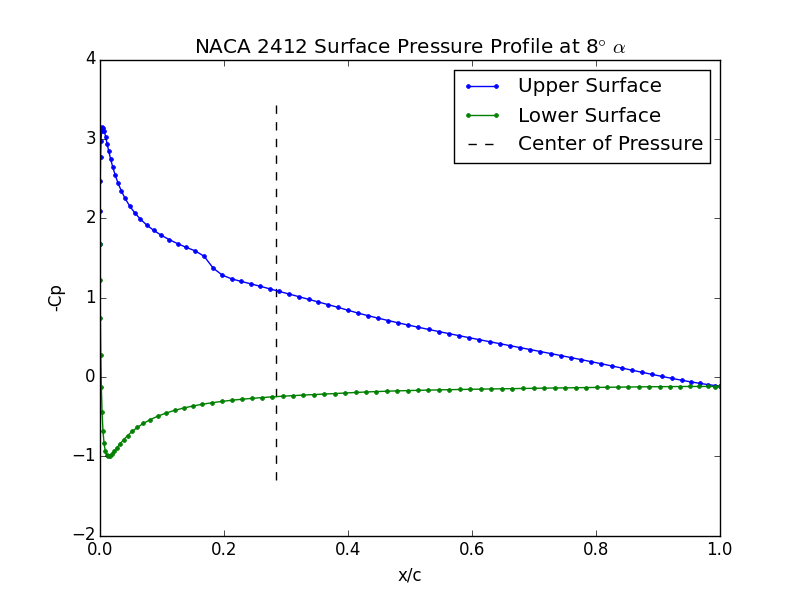 NACA 2412 Surface Pressure Profile at 8° α
4
3
2
1
0
−1
−2
-Cp
Upper Surface
Lower Surface
Center of Pressure
0.0 0.2 0.4 0.6 0.8 1.0
x/c